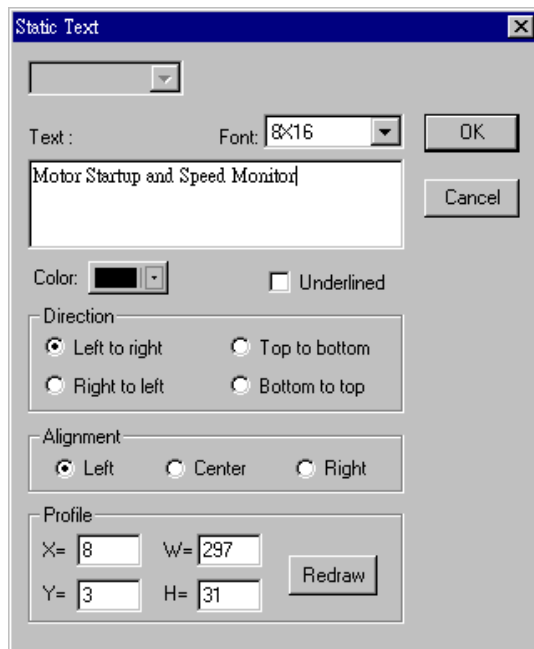 Static Text
Text : Font: 8X16 OK
Motor Startup and Speed Monitor
Cancel
Color: Underlined
Direction
Left to right Top to bottom
Right to left Bottom to top
Alignment
Left Center Right
Profile
X= 8 W= 297
Redraw
Y= 3 H= 31